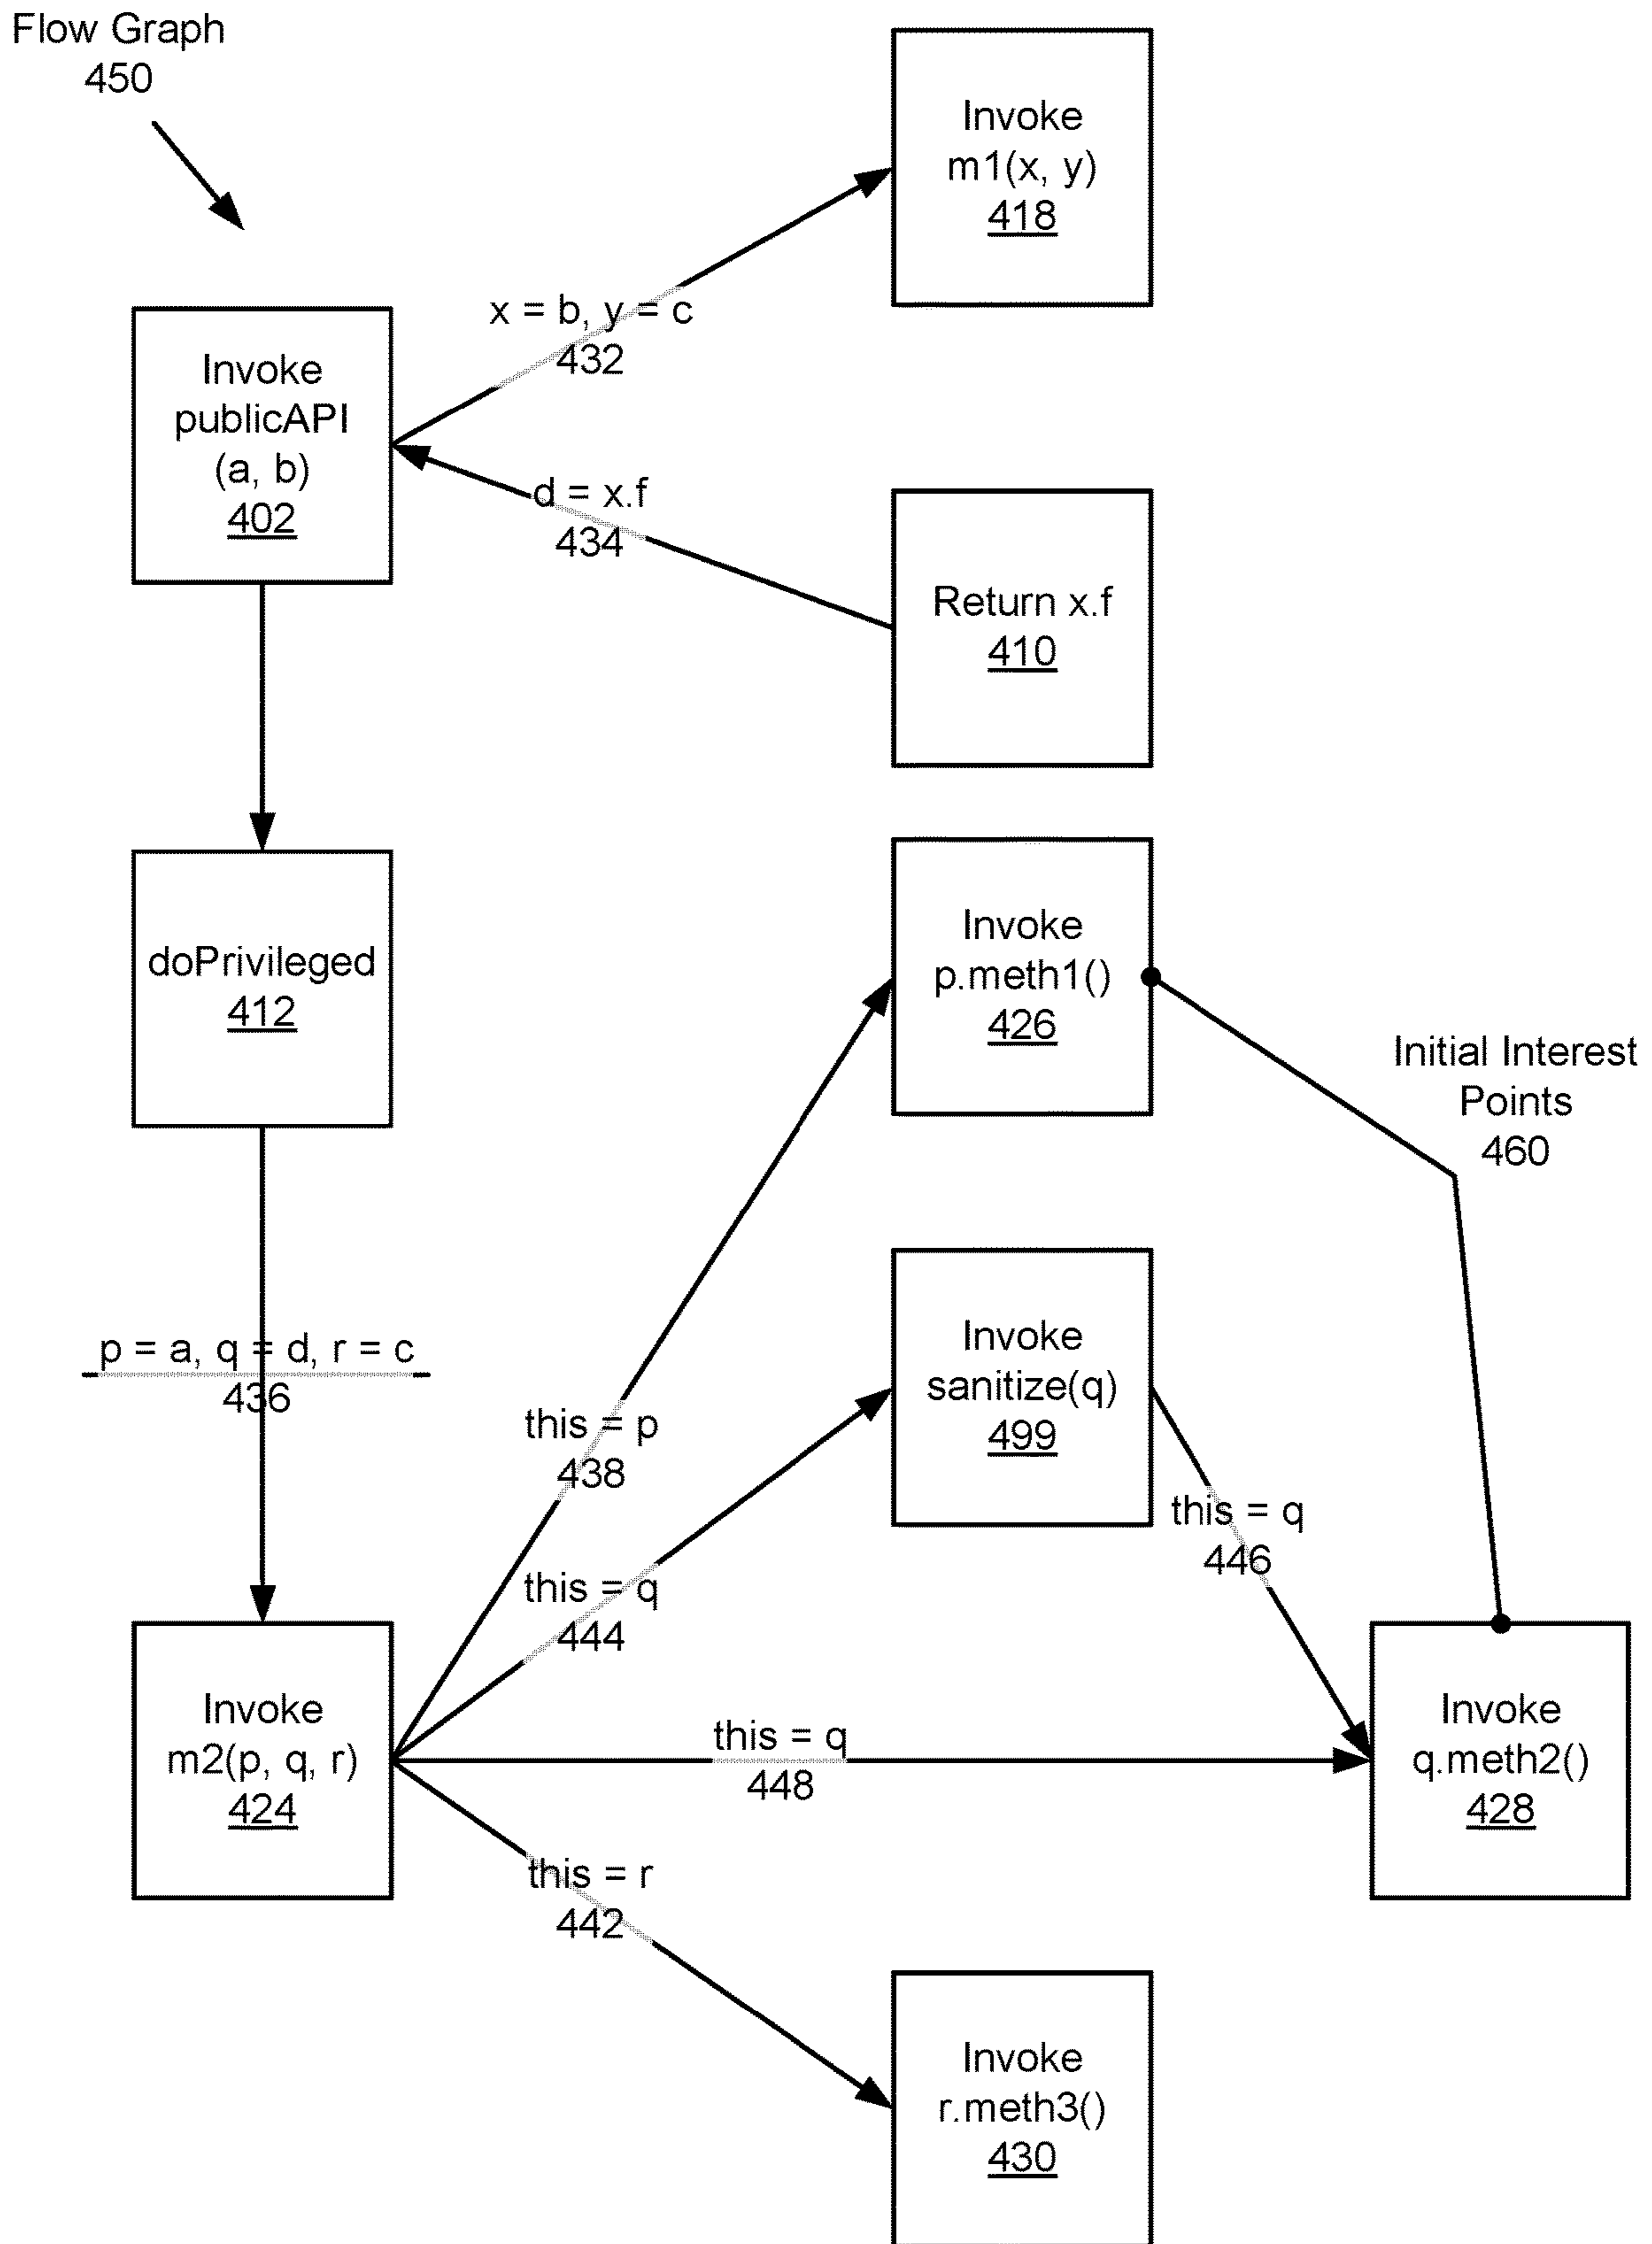 Flow Graph
450
Invoke
m1(x, y)
418
x = b, y = c
432
Invoke
publicAPI
(a, b)
402
d = x.f
434
Return x.f
410
doPrivileged
412
Invoke
p.meth1()
426
Initial Interest
Points
460
p = a, q = d, r = c
436
this = p
438
Invoke
sanitize(q)
499
this = q
444
this = q
446
Invoke
m2(p, q, r)
424
this = q
448
Invoke
q.meth2()
428
this = r
442
Invoke
r.meth3()
430